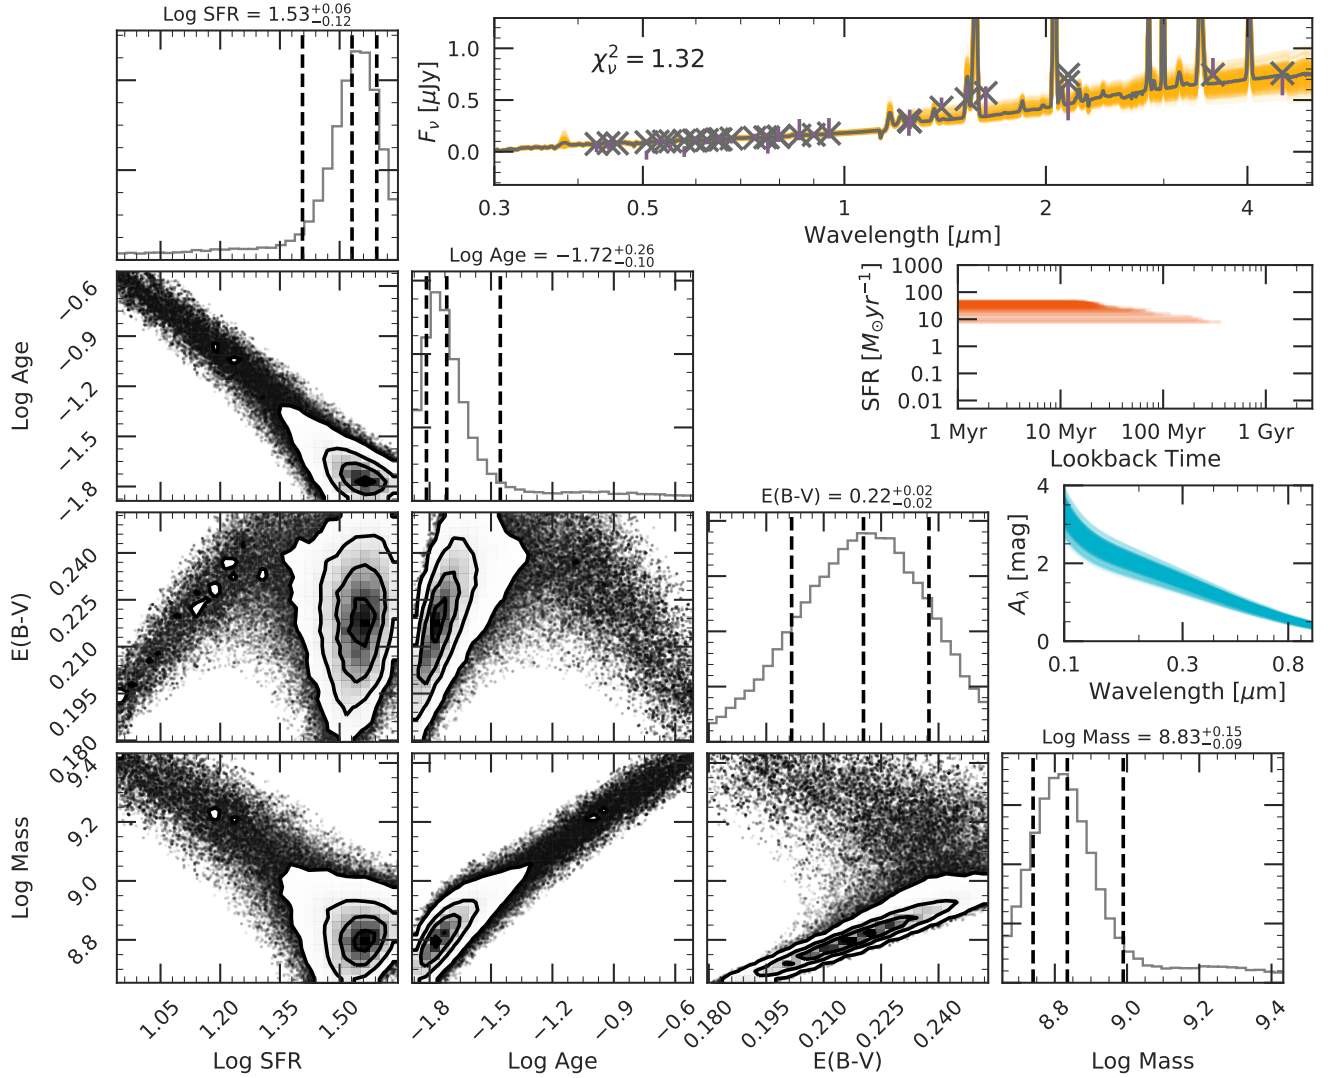 Log SFR = 1.53+0.06−0.12
1.0
0.5
0.0
Fν [μJy]
χ²ν = 1.32
0.3
0.5
1
2
4
Wavelength [μm]
Log Age = −1.72+0.26−0.10
−0.6
−0.9
−1.2
−1.5
−1.8
Log Age
1000
100
10
1
0.1
0.01
SFR [M⊙yr−1]
1 Myr
10 Myr
100 Myr
1 Gyr
Lookback Time
E(B-V) = 0.22+0.02−0.02
0.240
0.225
0.210
0.195
0.180
E(B-V)
4
2
0
Aλ [mag]
0.1
0.3
0.8
Wavelength [μm]
Log Mass = 8.83+0.15−0.09
9.4
9.2
9.0
8.8
Log Mass
1.05
1.20
1.35
1.50
Log SFR
−1.8
−1.5
−1.2
−0.9
−0.6
Log Age
0.180
0.195
0.210
0.225
0.240
E(B-V)
8.8
9.0
9.2
9.4
Log Mass